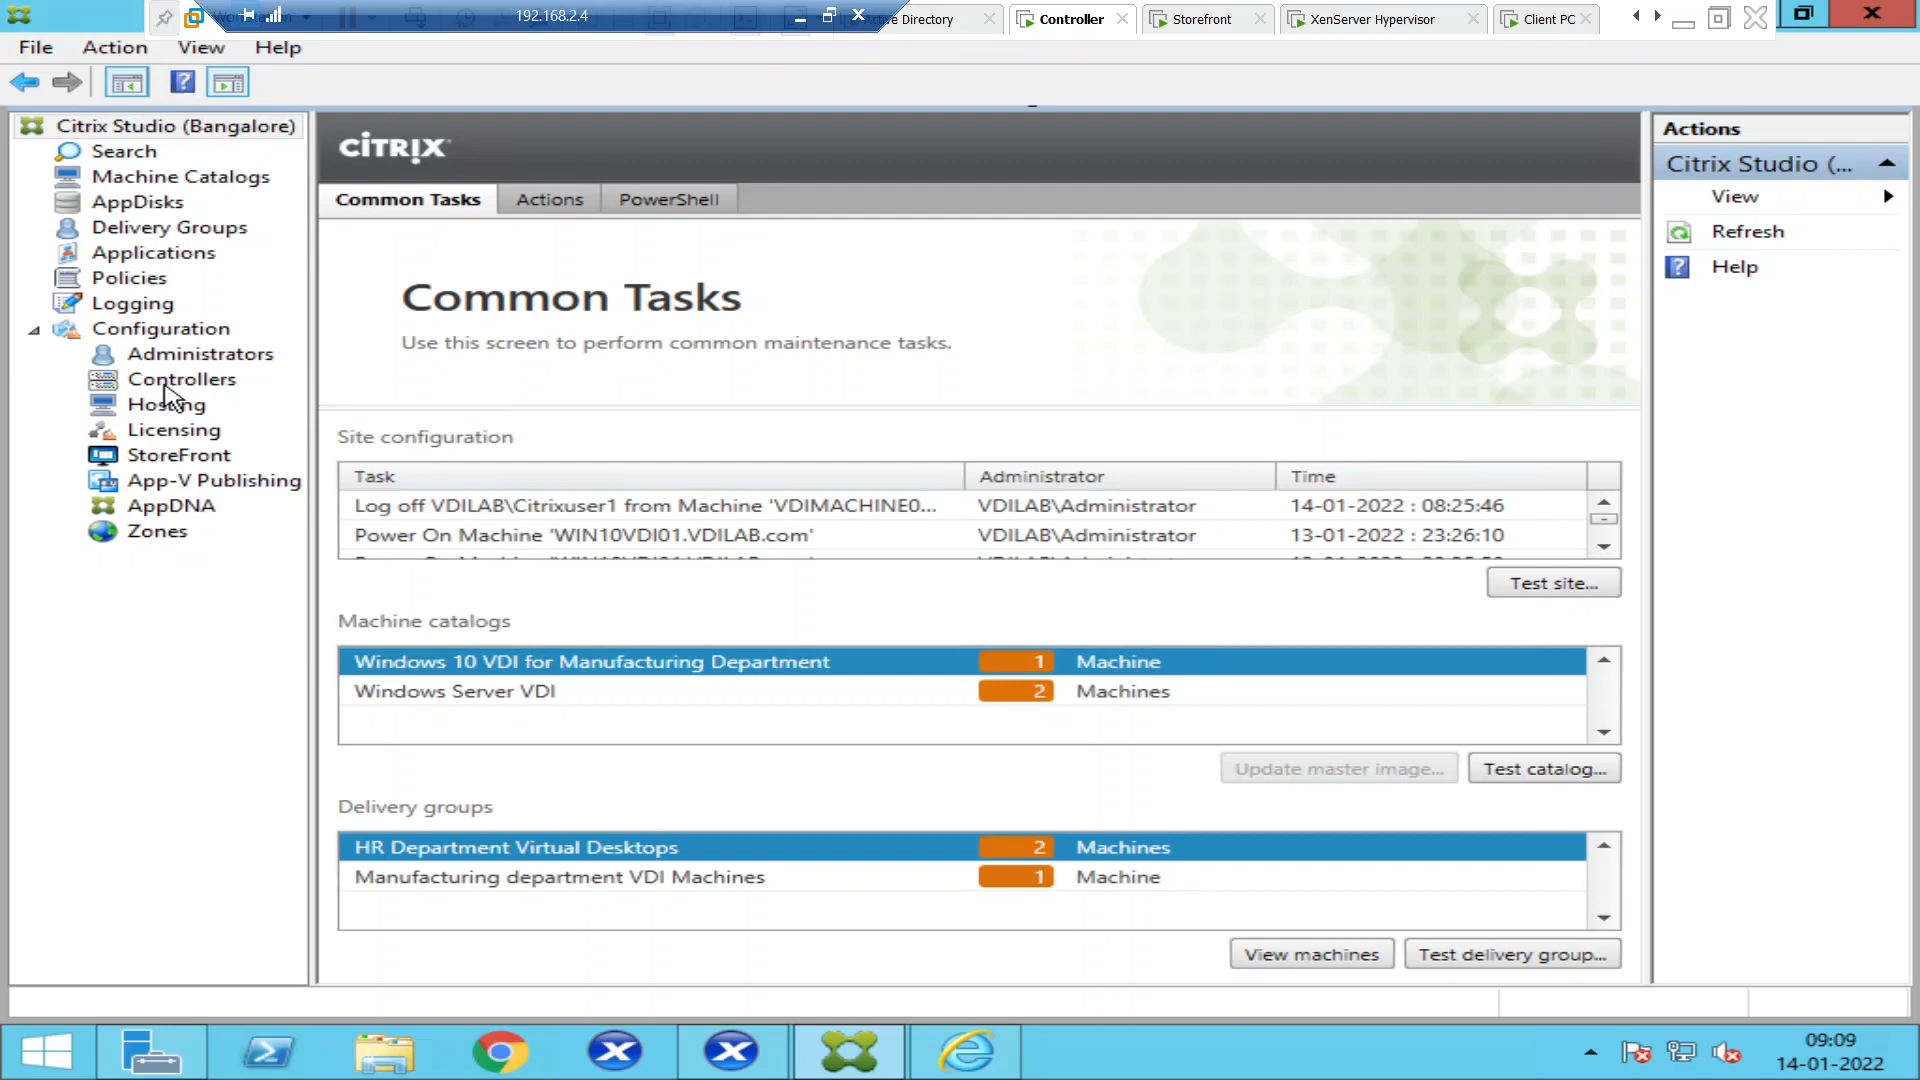 192.168.2.4
ctive Directory
Controller
Storefront
XenServer Hypervisor
Client PC
File Action View Help
Citrix Studio (Bangalore)
Search
Machine Catalogs
AppDisks
Delivery Groups
Applications
Policies
Logging
Configuration
Administrators
Controllers
Hosting
Licensing
StoreFront
App-V Publishing
AppDNA
Zones
CİTRIX
Common Tasks Actions PowerShell
Common Tasks
Use this screen to perform common maintenance tasks.
Site configuration
Task Administrator Time
Log off VDILAB\Citrixuser1 from Machine 'VDIMACHINE0... VDILAB\Administrator 14-01-2022 : 08:25:46
Power On Machine 'WIN10VDI01.VDILAB.com' VDILAB\Administrator 13-01-2022 : 23:26:10
Test site...
Machine catalogs
Windows 10 VDI for Manufacturing Department 1 Machine
Windows Server VDI 2 Machines
Update master image... Test catalog...
Delivery groups
HR Department Virtual Desktops 2 Machines
Manufacturing department VDI Machines 1 Machine
View machines Test delivery group...
Actions
Citrix Studio (...
View
Refresh
Help
09:09
14-01-2022